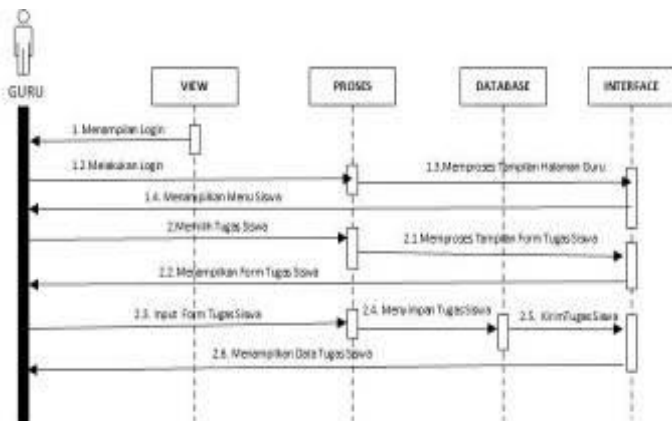 GURU
VIEW
PROSES
DATABASE
INTERFACE
1. Menampilan Login
1.2 Melakukan Login
1.3.Memproses Tampilan Halaman Guru
1.4. Menampilkan Menu Siswa
2.Memilih Tugas Siswa
2.1.Memproses Tampilan Form Tugas Siswa
2.2. Menampilkan Form Tugas Siswa
2.3. Input Form Tugas Siswa
2.4. Menyimpan Tugas Siswa
2.5. Kirim Tugas Siswa
2.6. Menampilkan Data Tugas Siswa